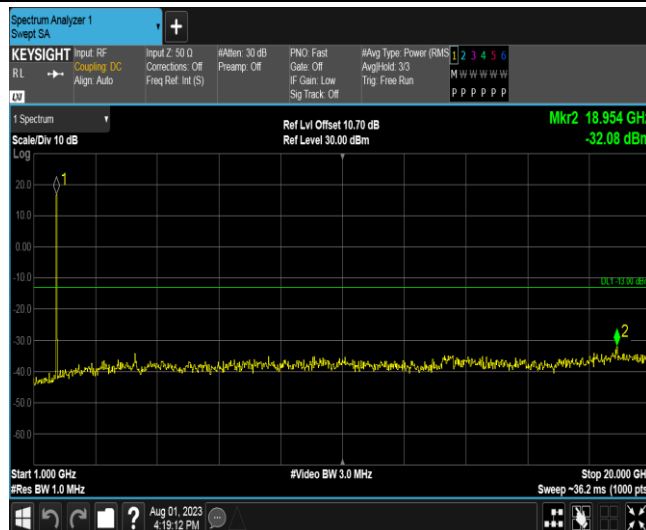 Spectrum Analyzer 1
Swept SA
KEYSIGHT Input: RF Input Z: 50 Ω #Atten: 30 dB PNO: Fast #Avg Type: Power (RMS 1 2 3 4 5 6
RL Coupling: DC Corrections: Off Preamp: Off Gate: Off Avg|Hold: 3/3 M W W W W W
Align: Auto Freq Ref: Int (S) IF Gain: Low Trig: Free Run
Sig Track: Off P P P P P P
LXI
1 Spectrum Ref Lvl Offset 10.70 dB Mkr2 18.954 GHz
Scale/Div 10 dB Ref Level 30.00 dBm -32.08 dBm
Log
1
20.0
10.0
0.00
-10.0
DL1 -13.00 dBm
-20.0
-30.0
2
-40.0
-50.0
-60.0
Start 1.000 GHz #Video BW 3.0 MHz Stop 20.000 GHz
#Res BW 1.0 MHz Sweep ~36.2 ms (1000 pts
? Aug 01, 2023
4:19:12 PM